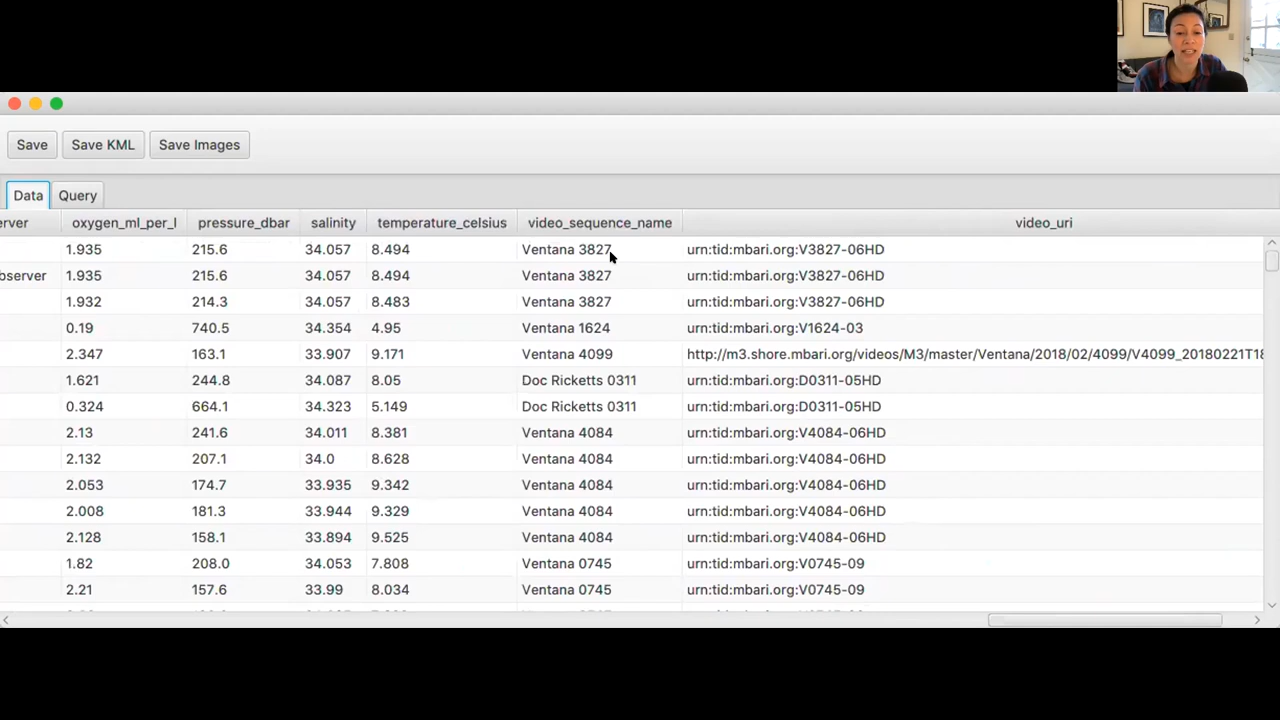 Save Save KML Save Images
Data Query
erver oxygen_ml_per_l pressure_dbar salinity temperature_celsius video_sequence_name video_uri
1.935 215.6 34.057 8.494 Ventana 3827 urn:tid:mbari.org:V3827-06HD
bserver 1.935 215.6 34.057 8.494 Ventana 3827 urn:tid:mbari.org:V3827-06HD
1.932 214.3 34.057 8.483 Ventana 3827 urn:tid:mbari.org:V3827-06HD
0.19 740.5 34.354 4.95 Ventana 1624 urn:tid:mbari.org:V1624-03
2.347 163.1 33.907 9.171 Ventana 4099 http://m3.shore.mbari.org/videos/M3/master/Ventana/2018/02/4099/V4099_20180221T18
1.621 244.8 34.087 8.05 Doc Ricketts 0311 urn:tid:mbari.org:D0311-05HD
0.324 664.1 34.323 5.149 Doc Ricketts 0311 urn:tid:mbari.org:D0311-05HD
2.13 241.6 34.011 8.381 Ventana 4084 urn:tid:mbari.org:V4084-06HD
2.132 207.1 34.0 8.628 Ventana 4084 urn:tid:mbari.org:V4084-06HD
2.053 174.7 33.935 9.342 Ventana 4084 urn:tid:mbari.org:V4084-06HD
2.008 181.3 33.944 9.329 Ventana 4084 urn:tid:mbari.org:V4084-06HD
2.128 158.1 33.894 9.525 Ventana 4084 urn:tid:mbari.org:V4084-06HD
1.82 208.0 34.053 7.808 Ventana 0745 urn:tid:mbari.org:V0745-09
2.21 157.6 33.99 8.034 Ventana 0745 urn:tid:mbari.org:V0745-09